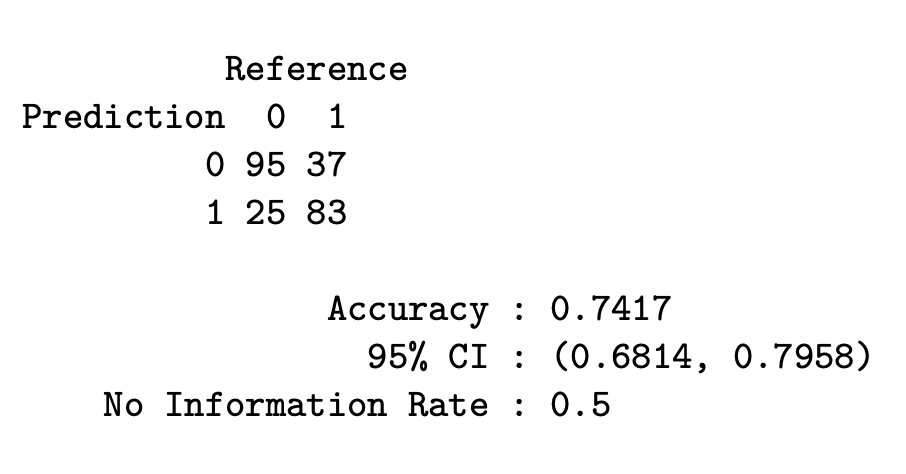 Reference
Prediction 0 1
0 95 37
1 25 83
Accuracy : 0.7417
95% CI : (0.6814, 0.7958)
No Information Rate : 0.5